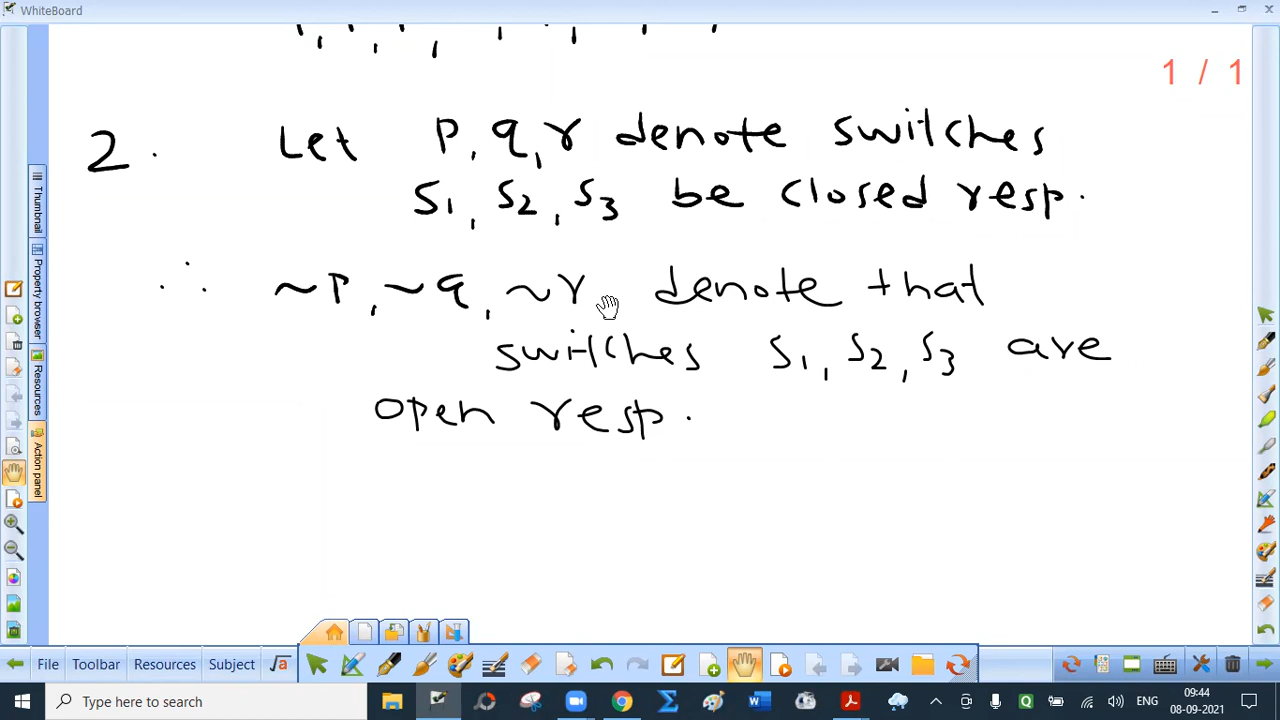 WhiteBoard
1 / 1
2. Let p, q, r denote switches
S1, S2, S3 be closed resp.
∴ ~p, ~q, ~r denote that
switches S1, S2, S3 are
open resp.
Thumbnail
Property browser
Resources
Action panel
File Toolbar Resources Subject √a
Type here to search
ENG
09:44
08-09-2021